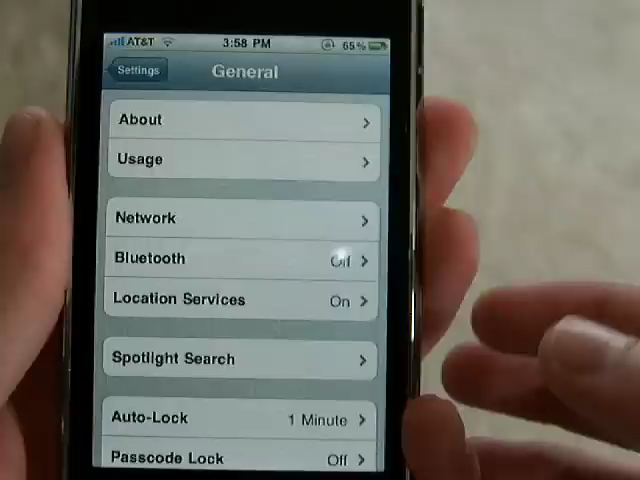 AT&T 3:58 PM 65%
Settings General
About
Usage
Network
Bluetooth Off
Location Services On
Spotlight Search
Auto-Lock 1 Minute
Passcode Lock Off